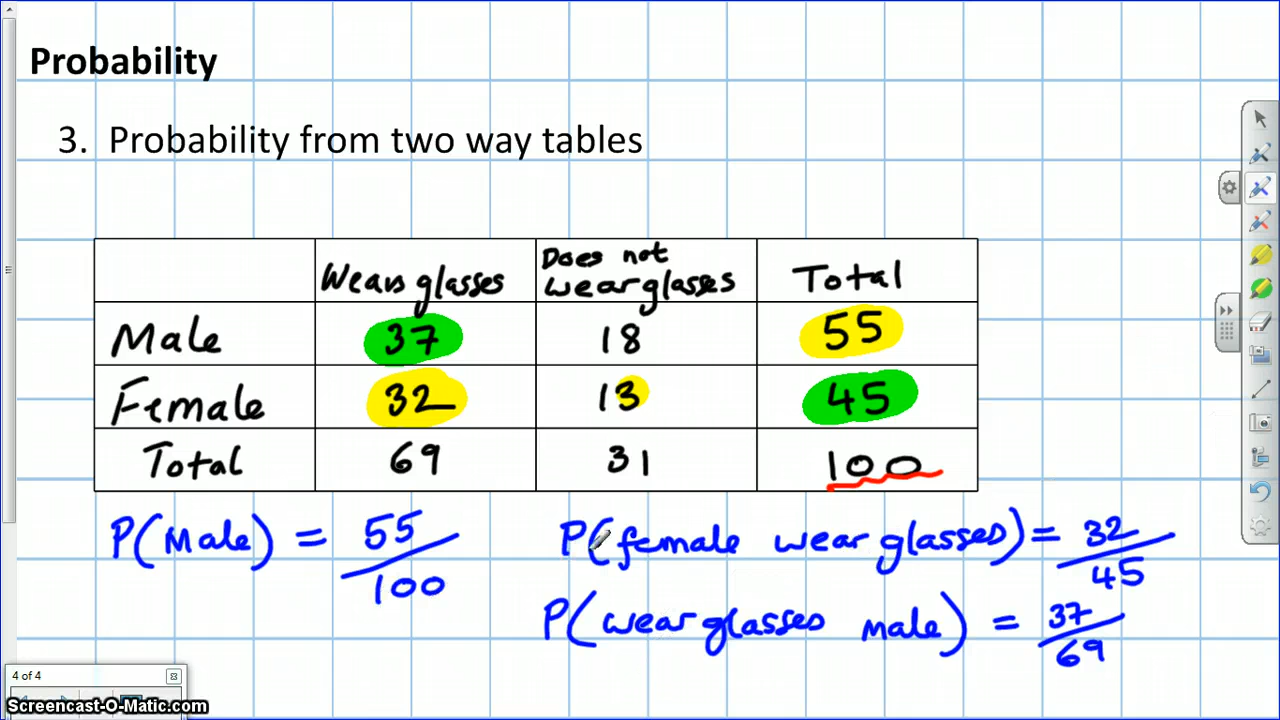 Probability
3. Probability from two way tables
Wears glasses Does not wear glasses Total
Male 37 18 55
Female 32 13 45
Total 69 31 100
P(Male) = 55/100 P(female wear glasses) = 32/45
P(wear glasses male) = 37/69
4 of 4
Screencast-O-Matic.com